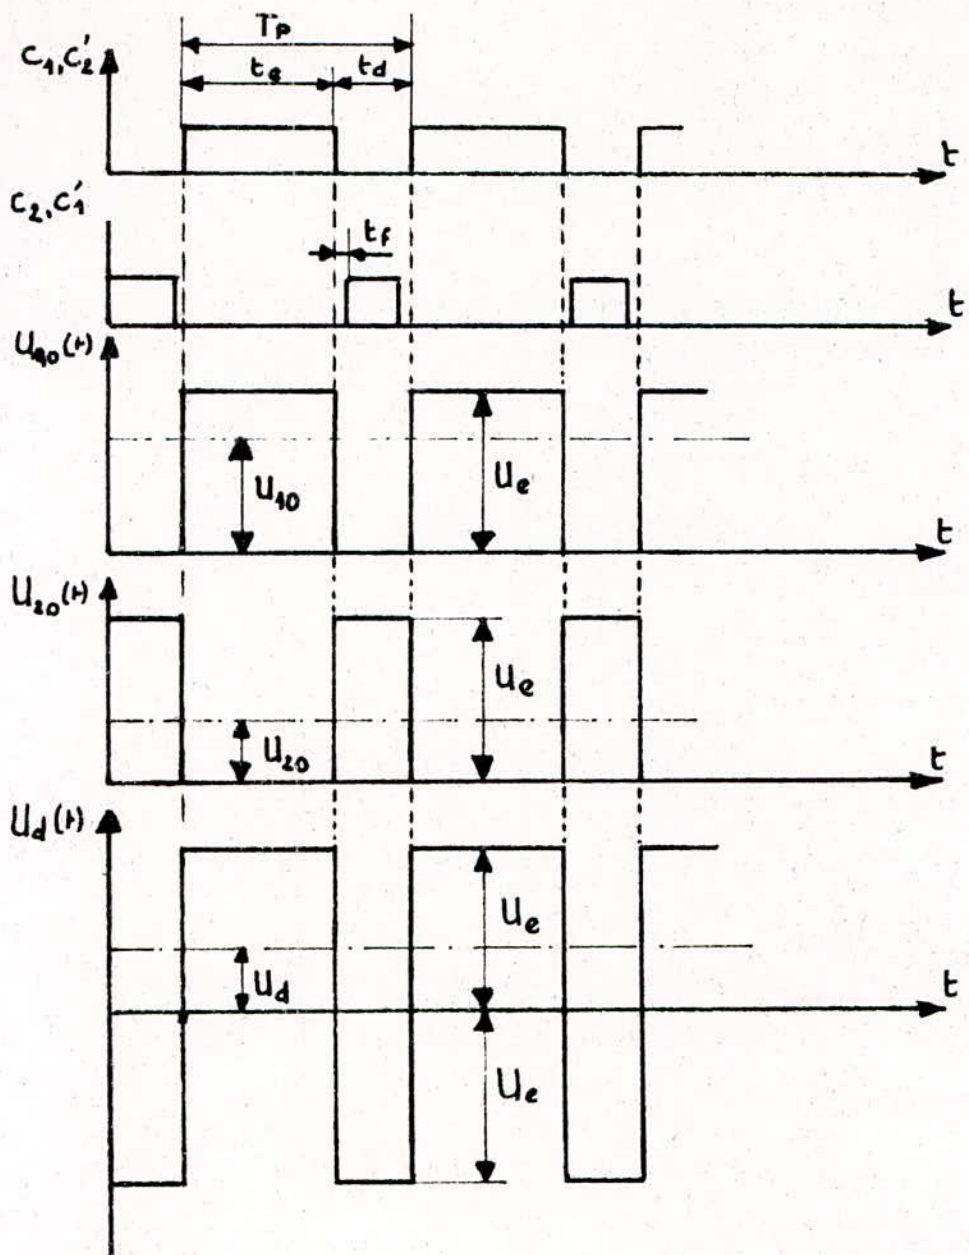 Tp
C₁,C'₂
te
td
t
C₂,C'₁
tf
t
U₁₀(t)
U₁₀
Ue
t
U₂₀(t)
Ue
U₂₀
t
Ud(t)
Ue
Ud
t
Ue